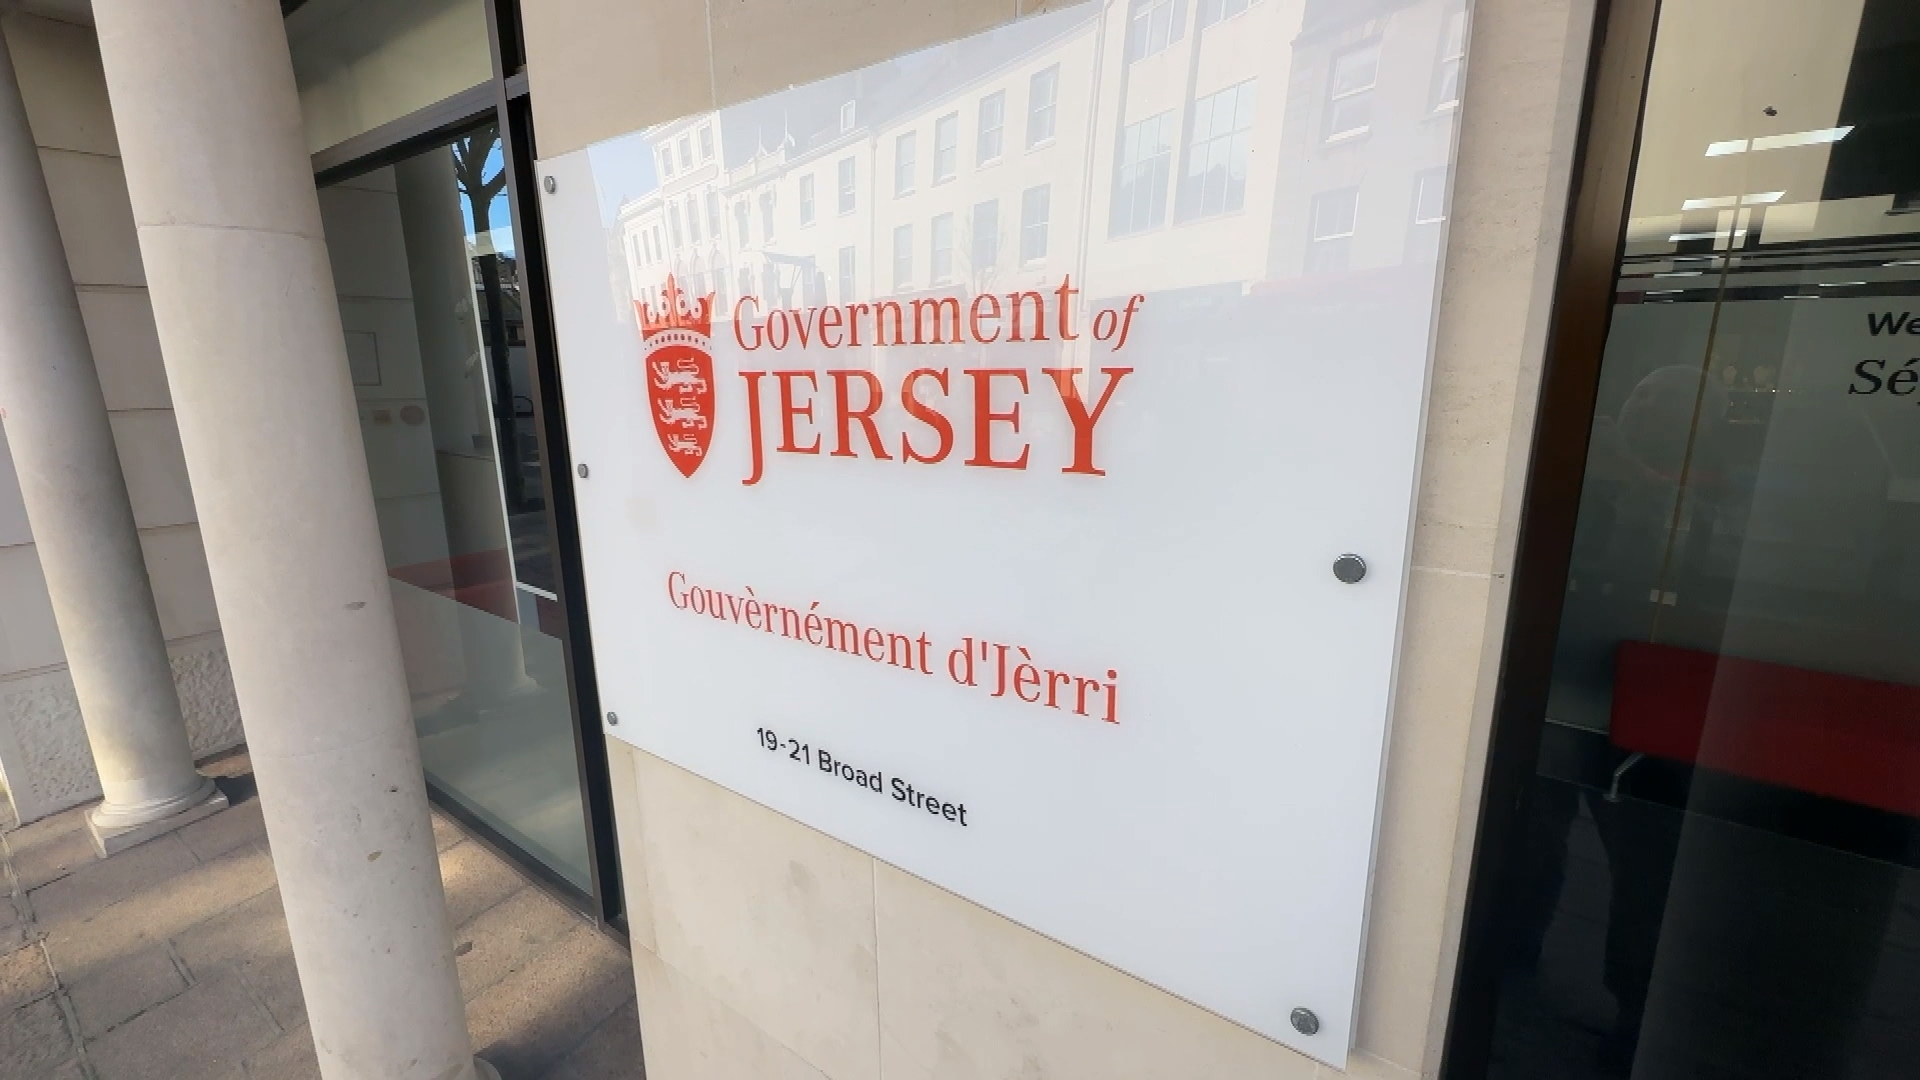 Government of
JERSEY
Gouvèrnément d'Jèrri
19-21 Broad Street